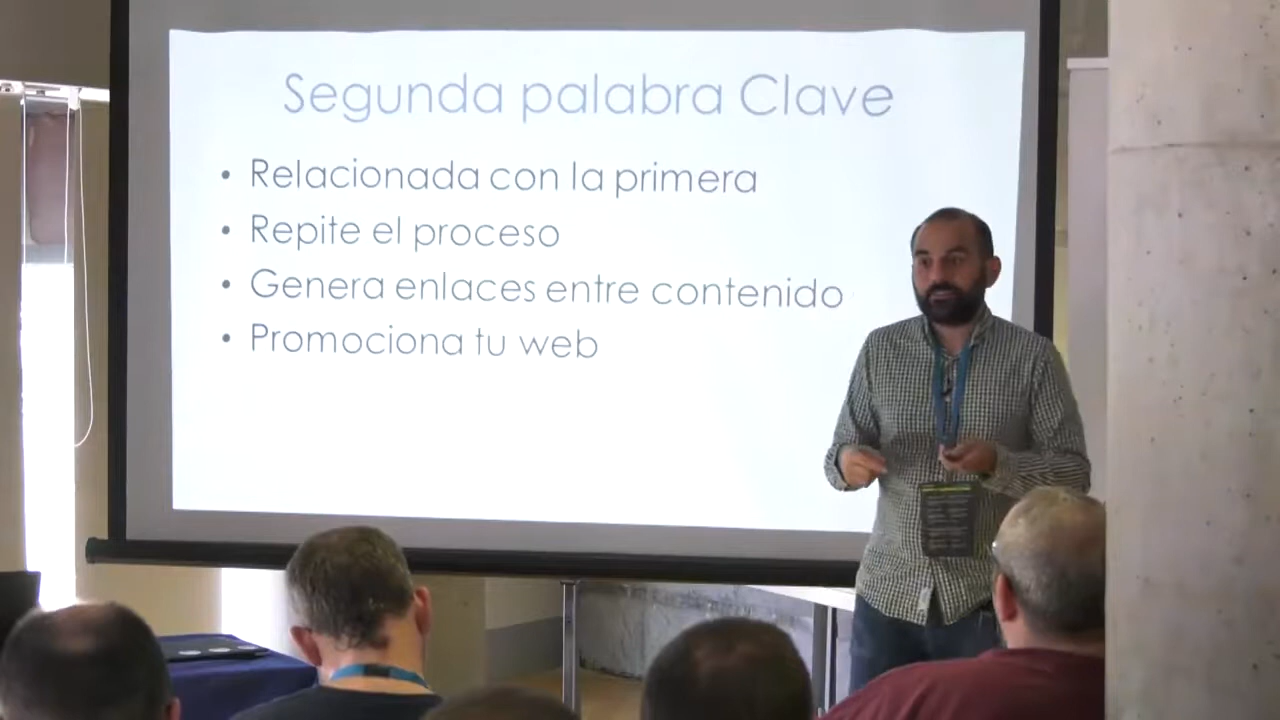 Segunda palabra Clave
• Relacionada con la primera
• Repite el proceso
• Genera enlaces entre contenido
• Promociona tu web